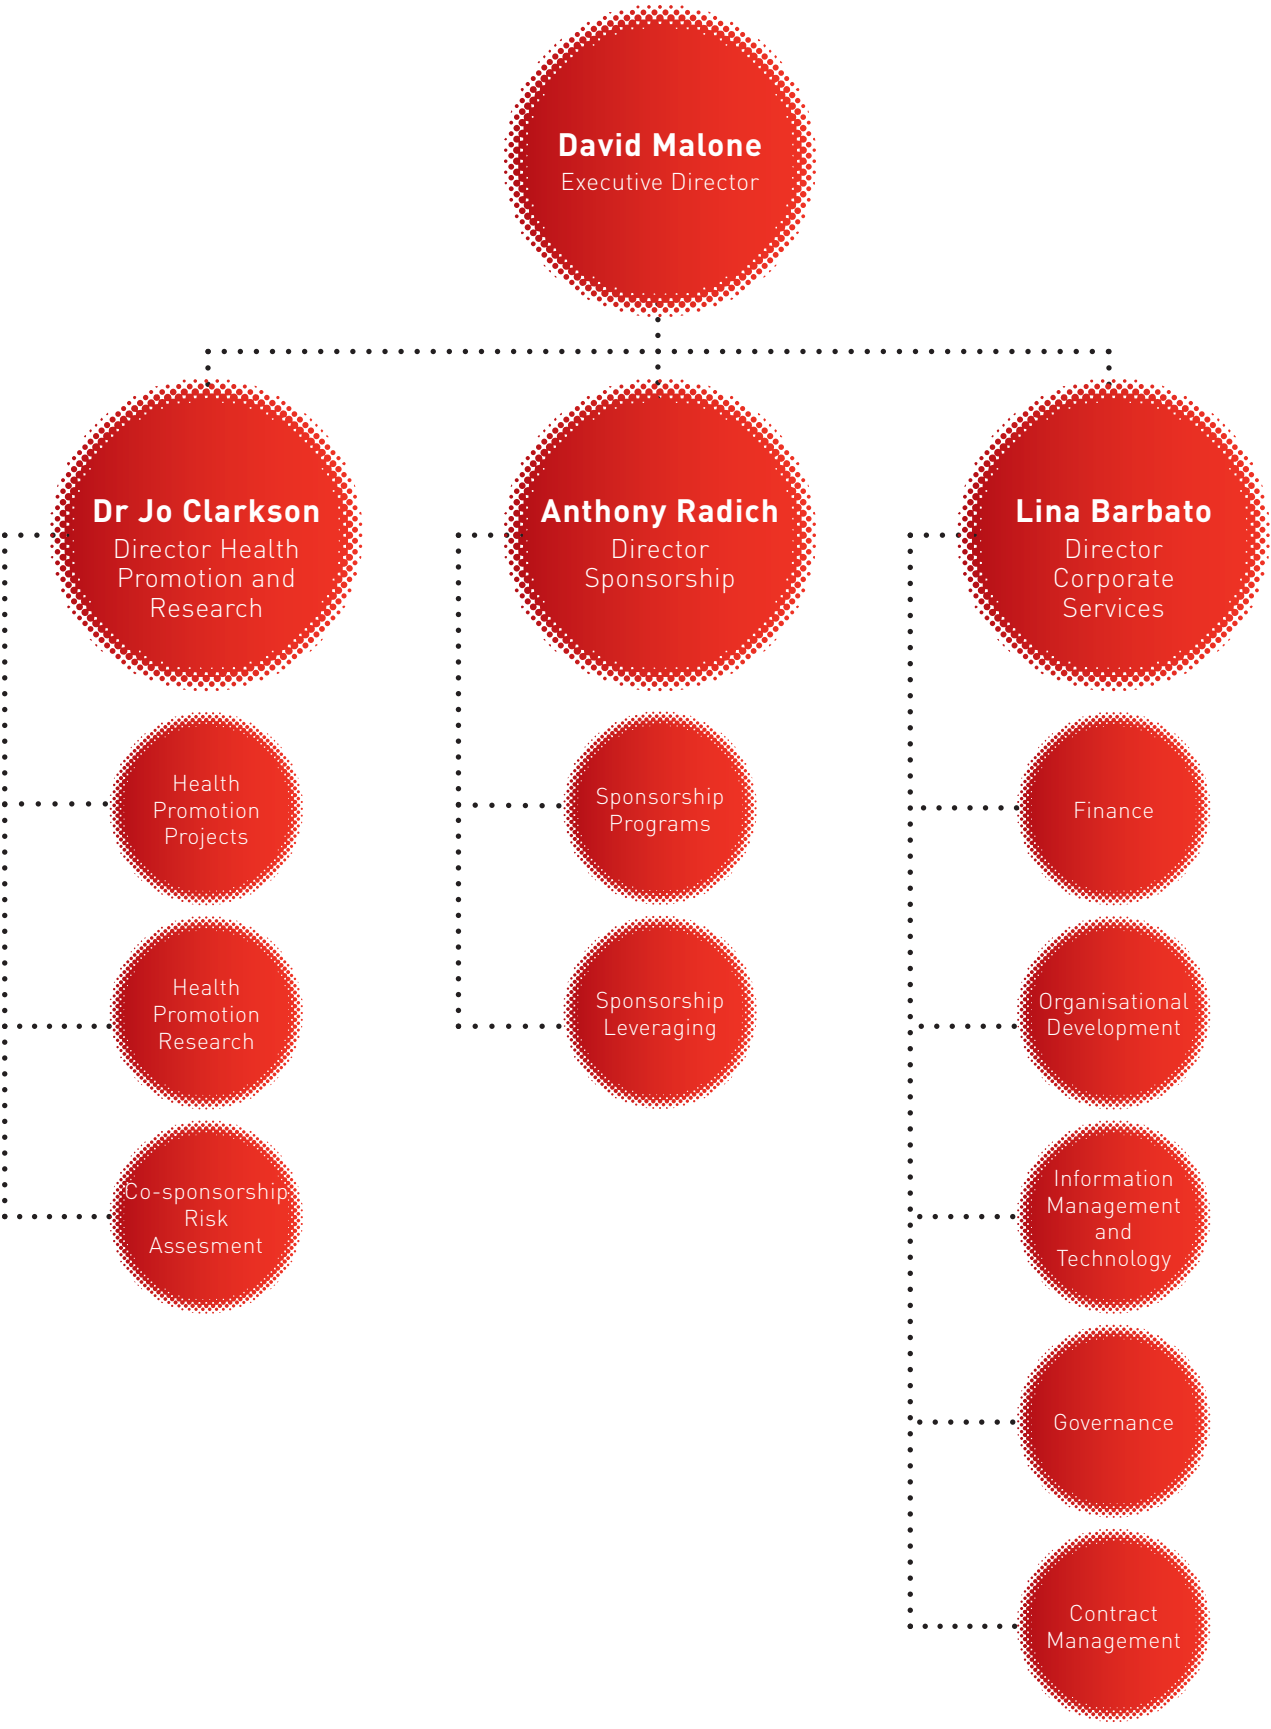 David Malone
Executive Director
Dr Jo Clarkson
Director Health
Promotion and
Research
Anthony Radich
Director
Sponsorship
Lina Barbato
Director
Corporate
Services
Health
Promotion
Projects
Health
Promotion
Research
Co-sponsorship
Risk
Assesment
Sponsorship
Programs
Sponsorship
Leveraging
Finance
Organisational
Development
Information
Management
and
Technology
Governance
Contract
Management